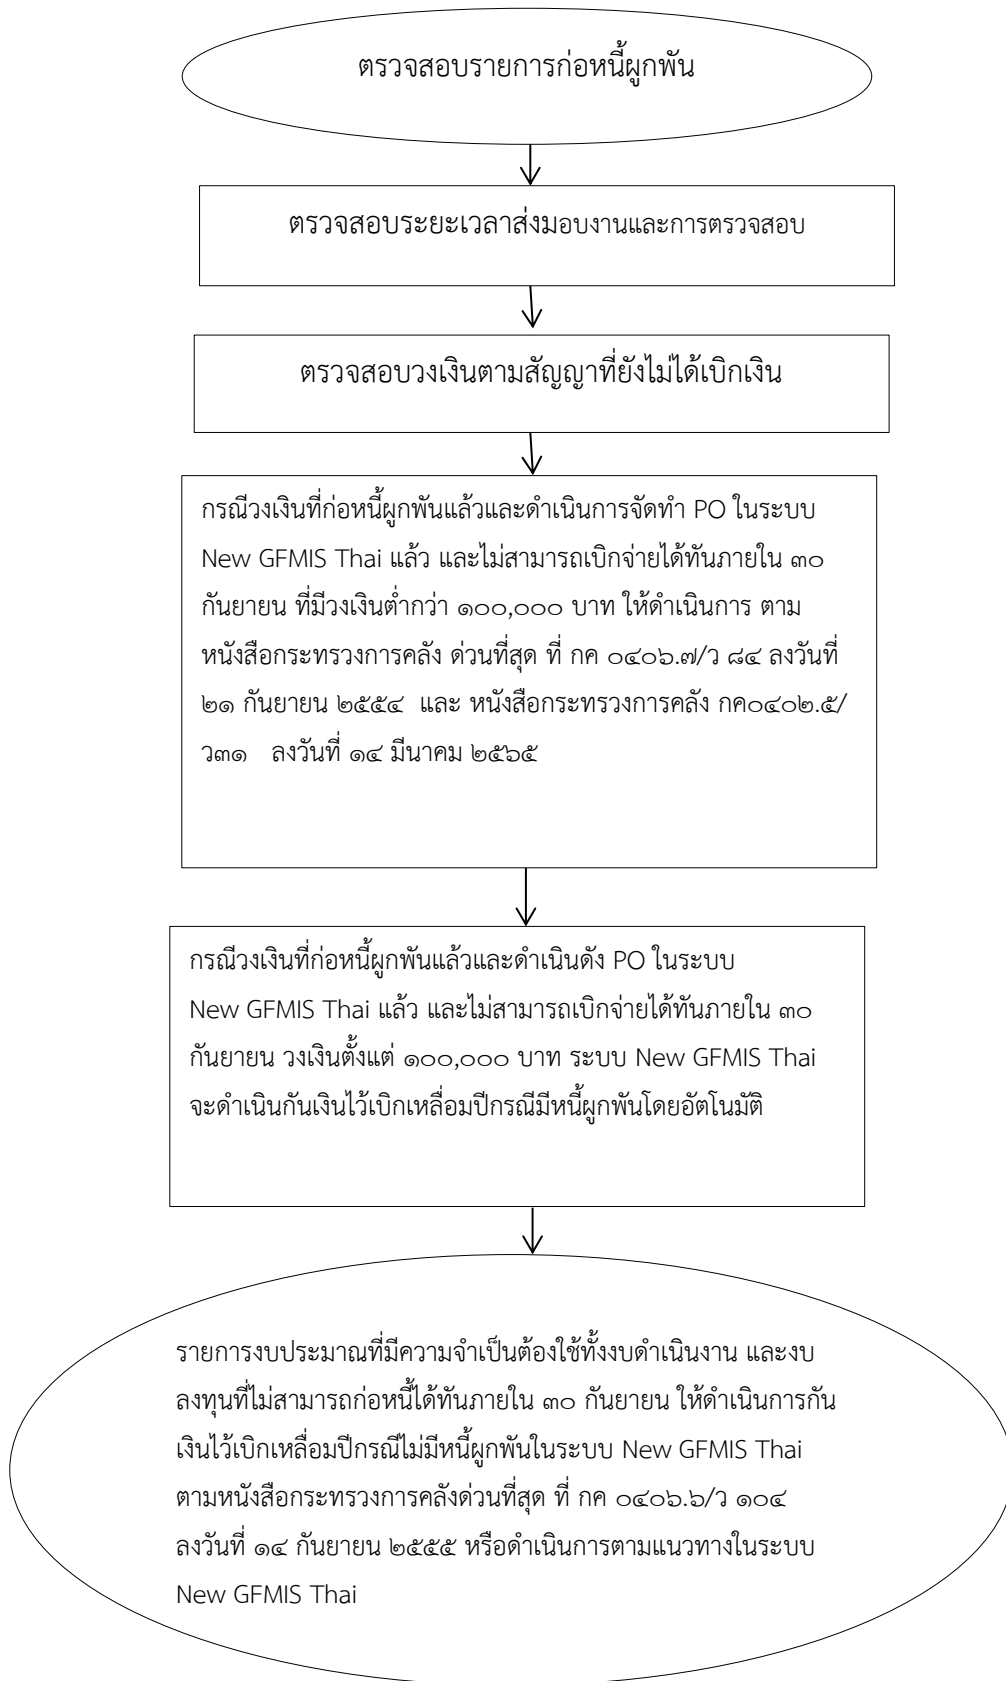 ตรวจสอบรายการก่อหนี้ผูกพัน
ตรวจสอบระยะเวลาส่งมอบงานและการตรวจสอบ
ตรวจสอบวงเงินตามสัญญาที่ยังไม่ได้เบิกเงิน
กรณีวงเงินที่ก่อหนี้ผูกพันแล้วและดำเนินการจัดทำ PO ในระบบ
New GFMIS Thai แล้ว และไม่สามารถเบิกจ่ายได้ทันภายใน ๓๐
กันยายน ที่มีวงเงินต่ำกว่า ๑๐๐,๐๐๐ บาท ให้ดำเนินการ ตาม
หนังสือกระทรวงการคลัง ด่วนที่สุด ที่ กค ๐๔๐๖.๗/ว ๘๔ ลงวันที่
๒๑ กันยายน ๒๕๕๔ และ หนังสือกระทรวงการคลัง กค๐๔๐๒.๕/
ว๓๑ ลงวันที่ ๑๔ มีนาคม ๒๕๖๕
กรณีวงเงินที่ก่อหนี้ผูกพันแล้วและดำเนินดัง PO ในระบบ
New GFMIS Thai แล้ว และไม่สามารถเบิกจ่ายได้ทันภายใน ๓๐
กันยายน วงเงินตั้งแต่ ๑๐๐,๐๐๐ บาท ระบบ New GFMIS Thai
จะดำเนินกันเงินไว้เบิกเหลื่อมปีกรณีมีหนี้ผูกพันโดยอัตโนมัติ
รายการงบประมาณที่มีความจำเป็นต้องใช้ทั้งงบดำเนินงาน และงบ
ลงทุนที่ไม่สามารถก่อหนี้ได้ทันภายใน ๓๐ กันยายน ให้ดำเนินการกัน
เงินไว้เบิกเหลื่อมปีกรณีไม่มีหนี้ผูกพันในระบบ New GFMIS Thai
ตามหนังสือกระทรวงการคลังด่วนที่สุด ที่ กค ๐๔๐๖.๖/ว ๑๐๔
ลงวันที่ ๑๔ กันยายน ๒๕๕๕ หรือดำเนินการตามแนวทางในระบบ
New GFMIS Thai